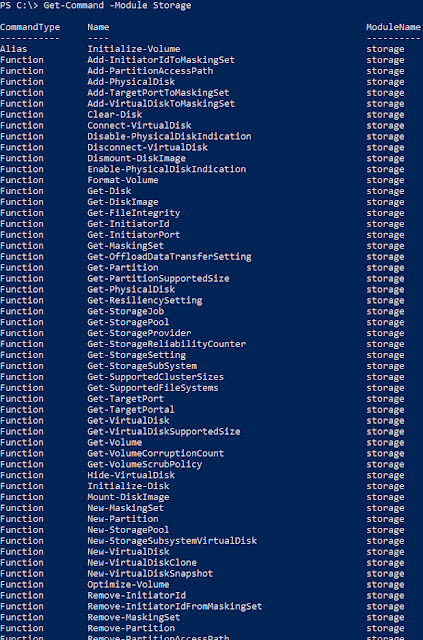 PS C:\> Get-Command -Module Storage
CommandType Name ModuleName
----------- ---- ----------
Alias Initialize-Volume storage
Function Add-InitiatorIdToMaskingSet storage
Function Add-PartitionAccessPath storage
Function Add-PhysicalDisk storage
Function Add-TargetPortToMaskingSet storage
Function Add-VirtualDiskToMaskingSet storage
Function Clear-Disk storage
Function Connect-VirtualDisk storage
Function Disable-PhysicalDiskIndication storage
Function Disconnect-VirtualDisk storage
Function Dismount-DiskImage storage
Function Enable-PhysicalDiskIndication storage
Function Format-Volume storage
Function Get-Disk storage
Function Get-DiskImage storage
Function Get-FileIntegrity storage
Function Get-InitiatorId storage
Function Get-InitiatorPort storage
Function Get-MaskingSet storage
Function Get-OffloadDataTransferSetting storage
Function Get-Partition storage
Function Get-PartitionSupportedSize storage
Function Get-PhysicalDisk storage
Function Get-ResiliencySetting storage
Function Get-StorageJob storage
Function Get-StoragePool storage
Function Get-StorageProvider storage
Function Get-StorageReliabilityCounter storage
Function Get-StorageSetting storage
Function Get-StorageSubSystem storage
Function Get-SupportedClusterSizes storage
Function Get-SupportedFileSystems storage
Function Get-TargetPort storage
Function Get-TargetPortal storage
Function Get-VirtualDisk storage
Function Get-VirtualDiskSupportedSize storage
Function Get-Volume storage
Function Get-VolumeCorruptionCount storage
Function Get-VolumeScrubPolicy storage
Function Hide-VirtualDisk storage
Function Initialize-Disk storage
Function Mount-DiskImage storage
Function New-MaskingSet storage
Function New-Partition storage
Function New-StoragePool storage
Function New-StorageSubsystemVirtualDisk storage
Function New-VirtualDisk storage
Function New-VirtualDiskClone storage
Function New-VirtualDiskSnapshot storage
Function Optimize-Volume storage
Function Remove-InitiatorId storage
Function Remove-InitiatorIdFromMaskingSet storage
Function Remove-MaskingSet storage
Function Remove-Partition storage
Function Remove-PartitionAccessPath storage